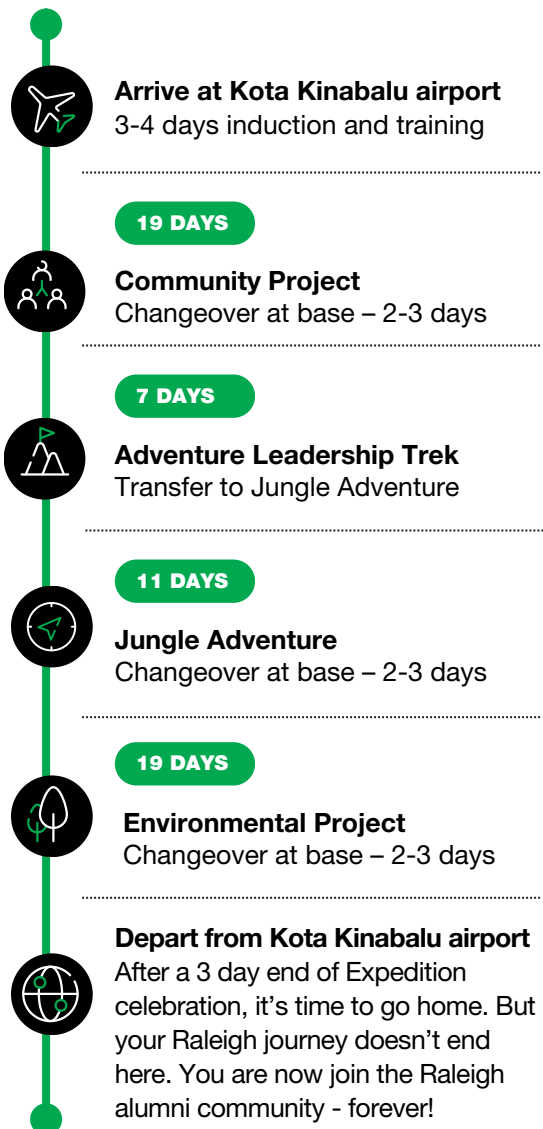 Arrive at Kota Kinabalu airport
3-4 days induction and training
19 DAYS
Community Project
Changeover at base – 2-3 days
7 DAYS
Adventure Leadership Trek
Transfer to Jungle Adventure
11 DAYS
Jungle Adventure
Changeover at base – 2-3 days
19 DAYS
Environmental Project
Changeover at base – 2-3 days
Depart from Kota Kinabalu airport
After a 3 day end of Expedition
celebration, it’s time to go home. But
your Raleigh journey doesn’t end
here. You are now join the Raleigh
alumni community - forever!